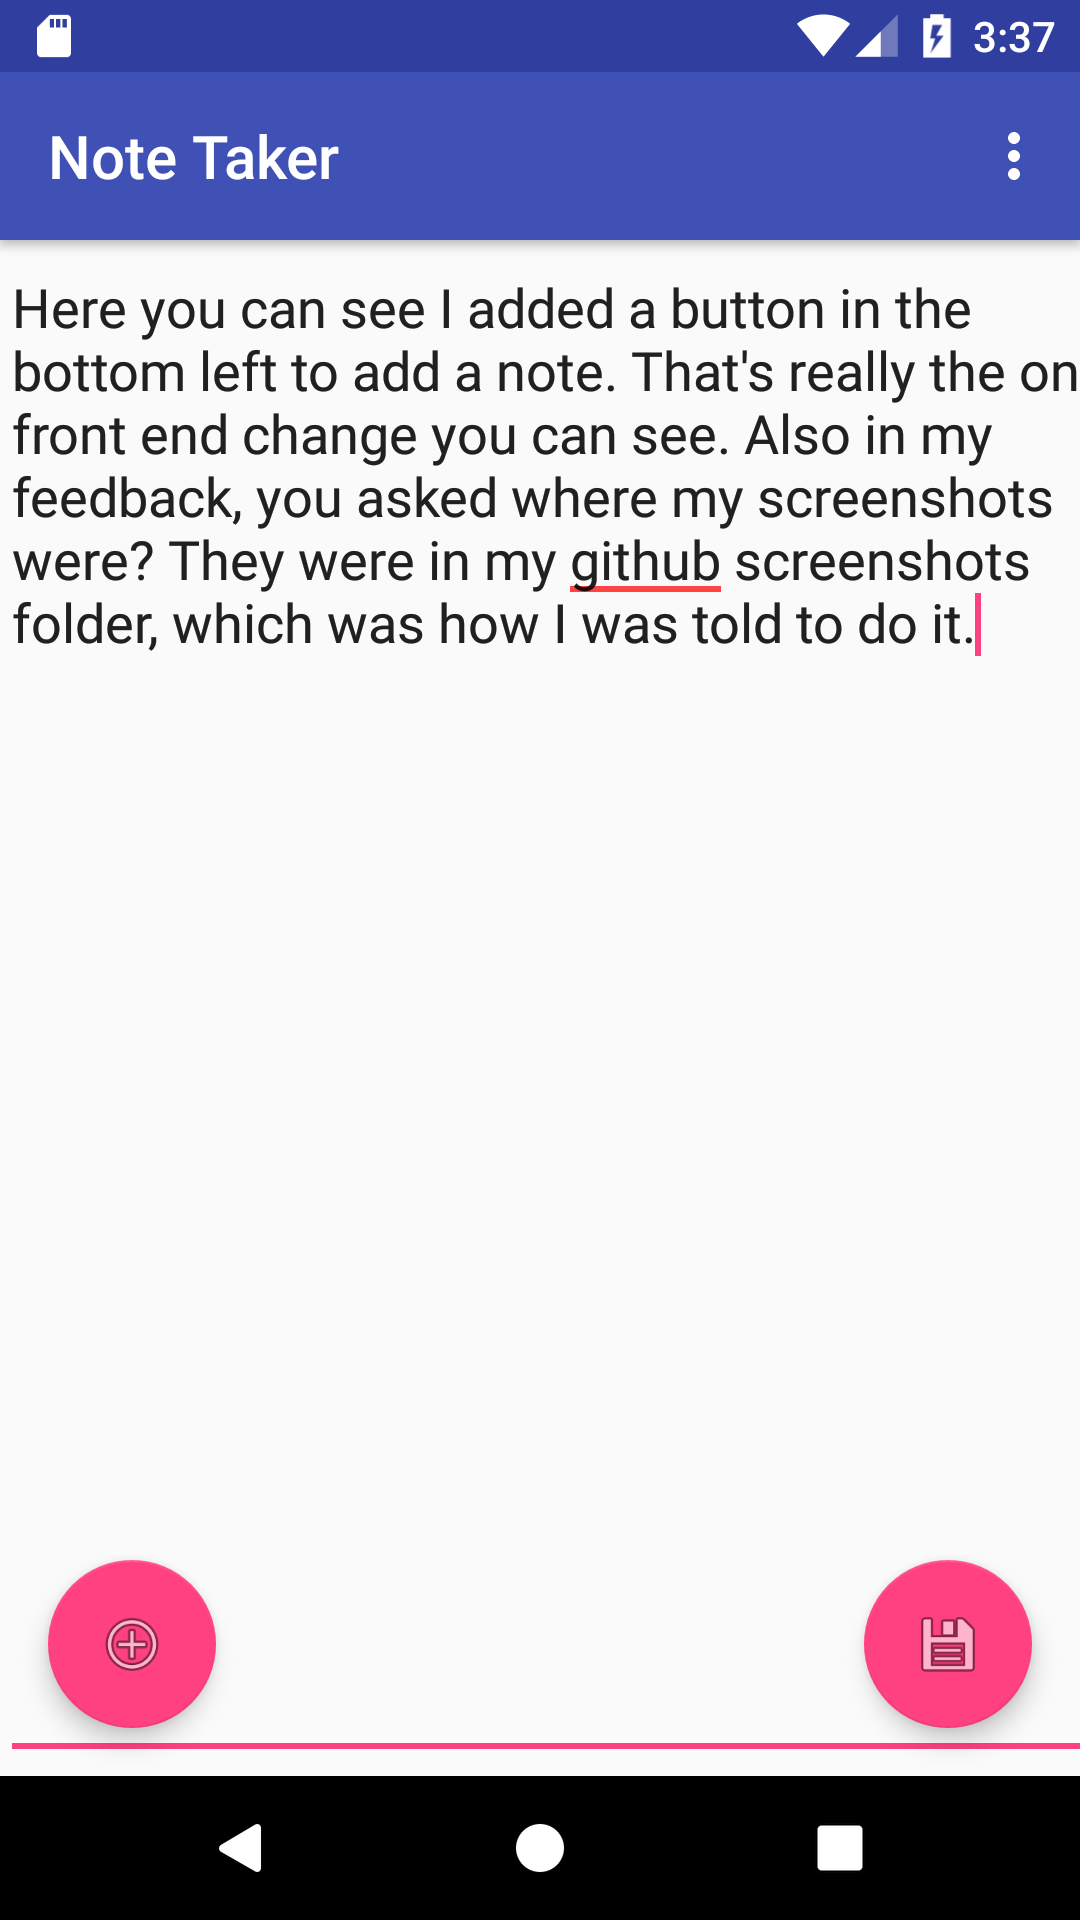 3:37
Note Taker
Here you can see I added a button in the
bottom left to add a note. That's really the on
front end change you can see. Also in my
feedback, you asked where my screenshots
were? They were in my github screenshots
folder, which was how I was told to do it.